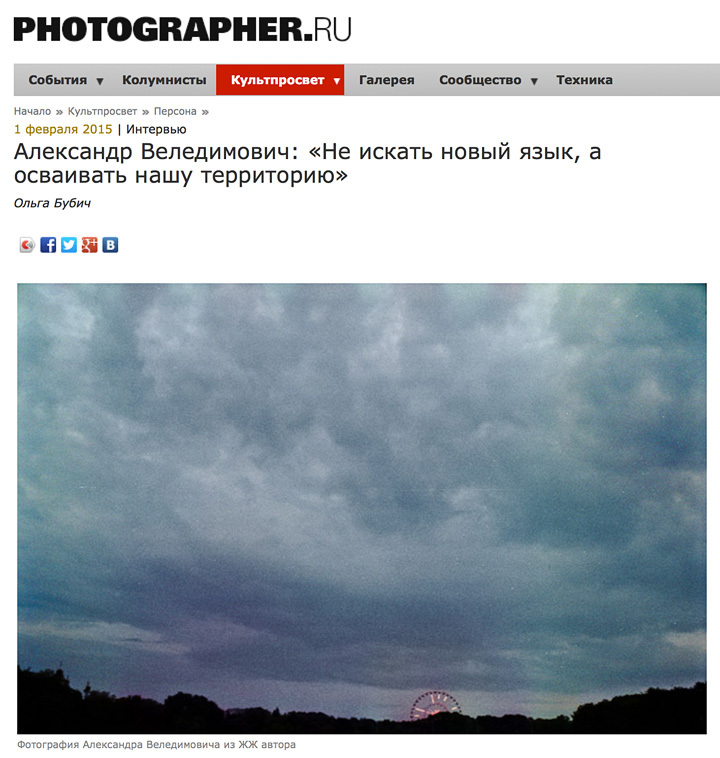 PHOTOGRAPHER.RU
События ▼ Колумнисты Культпросвет ▼ Галерея Сообщество ▼ Техника
Начало » Культпросвет » Персона »
1 февраля 2015 | Интервью
Александр Веледимович: «Не искать новый язык, а
осваивать нашу территорию»
Ольга Бубич
Фотография Александра Веледимовича из ЖЖ автора